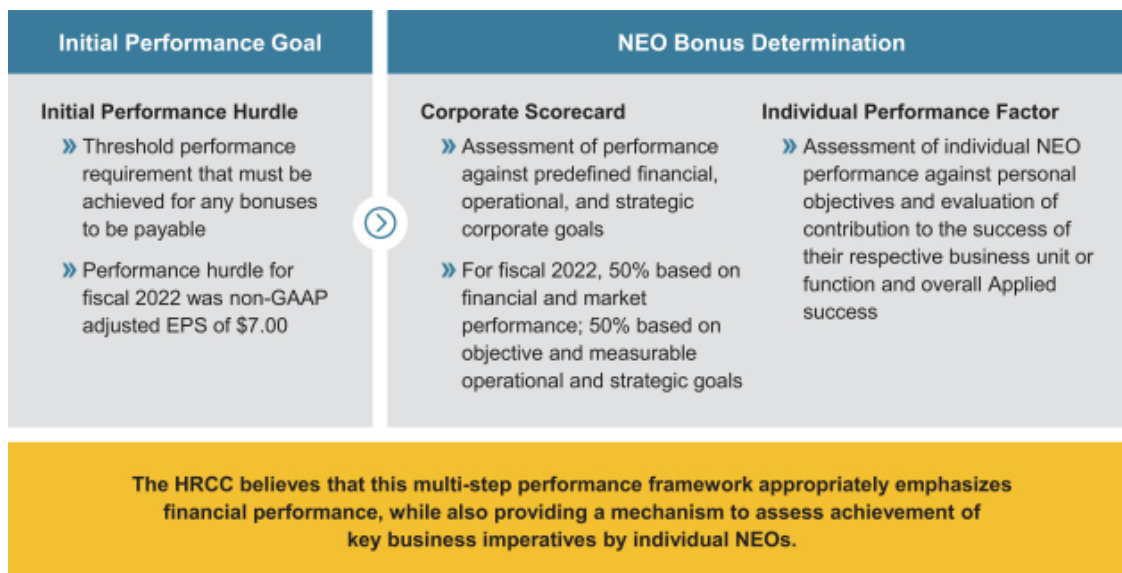 Initial Performance Goal
NEO Bonus Determination
Initial Performance Hurdle
» Threshold performance
requirement that must be
achieved for any bonuses
to be payable
» Performance hurdle for
fiscal 2022 was non-GAAP
adjusted EPS of $7.00
Corporate Scorecard
» Assessment of performance
against predefined financial,
operational, and strategic
corporate goals
» For fiscal 2022, 50% based on
financial and market
performance; 50% based on
objective and measurable
operational and strategic goals
Individual Performance Factor
» Assessment of individual NEO
performance against personal
objectives and evaluation of
contribution to the success of
their respective business unit or
function and overall Applied
success
The HRCC believes that this multi-step performance framework appropriately emphasizes
financial performance, while also providing a mechanism to assess achievement of
key business imperatives by individual NEOs.